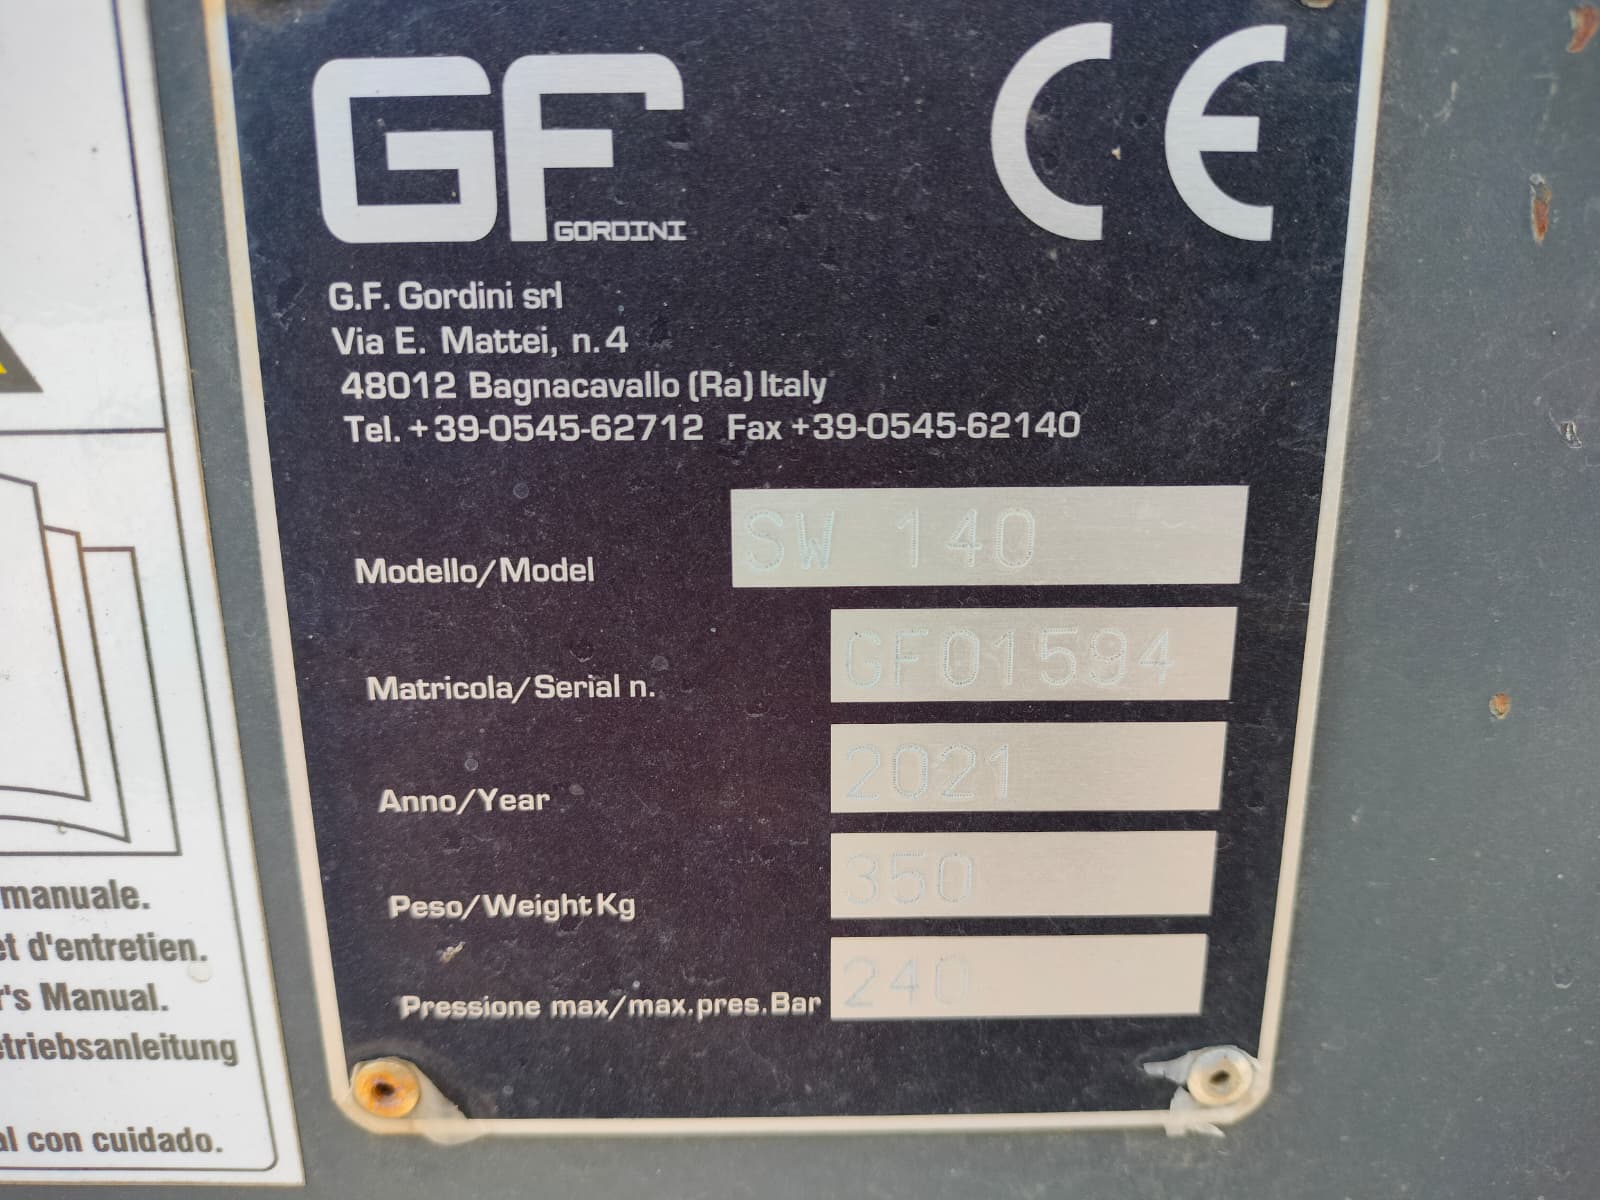 GF
GORDINI
CE
G.F. Gordini srl
Via E. Mattei, n.4
48012 Bagnacavallo (Ra) Italy
Tel. +39-0545-62712 Fax +39-0545-62140
Modello/Model SW 140
Matricola/Serial n. GF01594
Anno/Year 2021
Peso/Weight Kg 350
Pressione max/max.pres.Bar 240
manuale.
et d'entretien.
's Manual.
etriebsanleitung
al con cuidado.